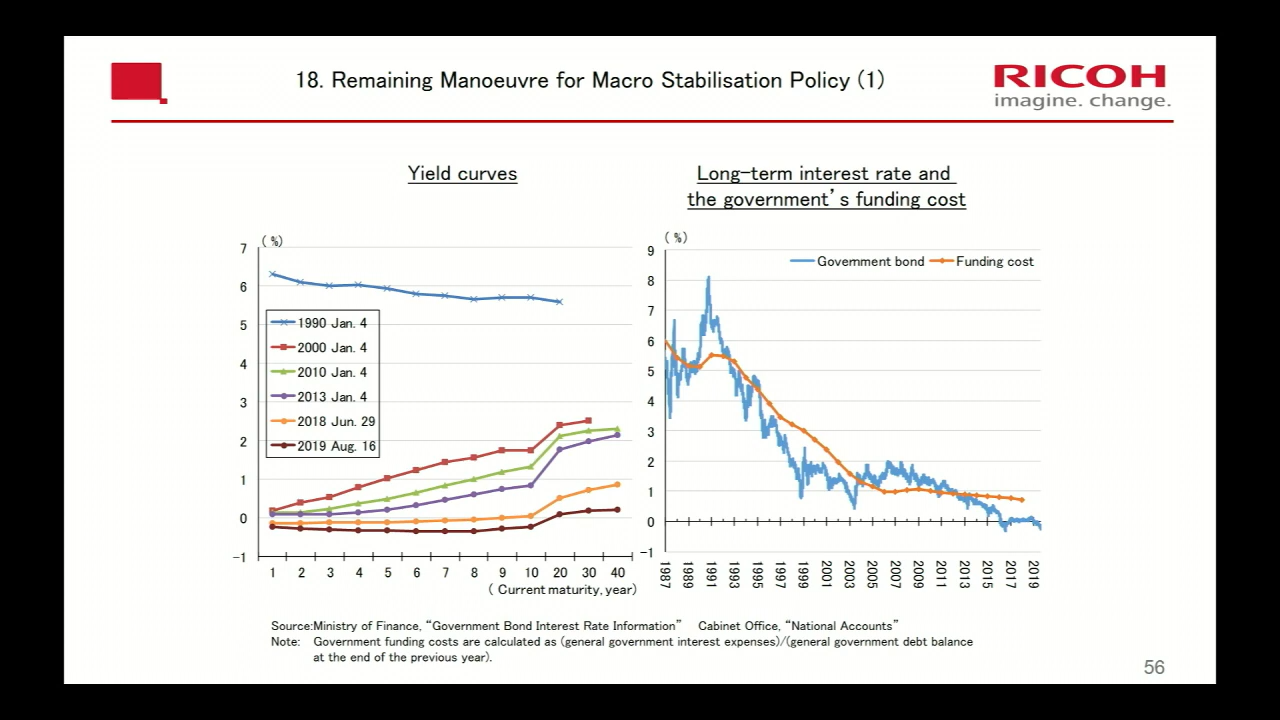 18. Remaining Manoeuvre for Macro Stabilisation Policy (1)
RICOH
imagine. change.
Yield curves
(%)
7
6
5
4
3
2
1
0
-1
1990 Jan. 4
2000 Jan. 4
2010 Jan. 4
2013 Jan. 4
2018 Jun. 29
2019 Aug. 16
1 2 3 4 5 6 7 8 9 10 20 30 40
( Current maturity, year)
Long-term interest rate and
the government's funding cost
(%)
9
8
7
6
5
4
3
2
1
0
-1
Government bond Funding cost
1987 1989 1991 1993 1995 1997 1999 2001 2003 2005 2007 2009 2011 2013 2015 2017 2019
Source:Ministry of Finance, “Government Bond Interest Rate Information” Cabinet Office, “National Accounts”
Note: Government funding costs are calculated as (general government interest expenses)/(general government debt balance
at the end of the previous year).
56